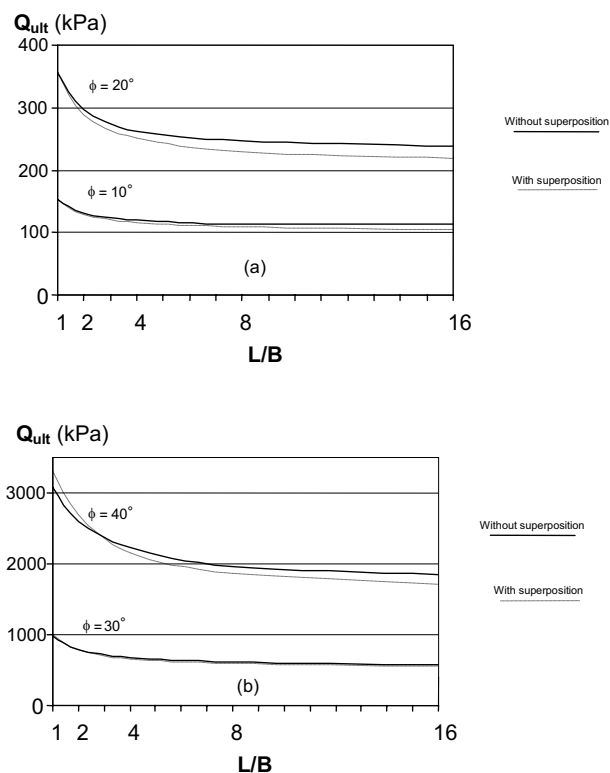 Qult (kPa)
400
300
200
100
0
ϕ = 20°
ϕ = 10°
(a)
1 2 4 8 16
L/B
Without superposition
With superposition
Qult (kPa)
3000
2000
1000
0
ϕ = 40°
ϕ = 30°
(b)
1 2 4 8 16
L/B
Without superposition
With superposition